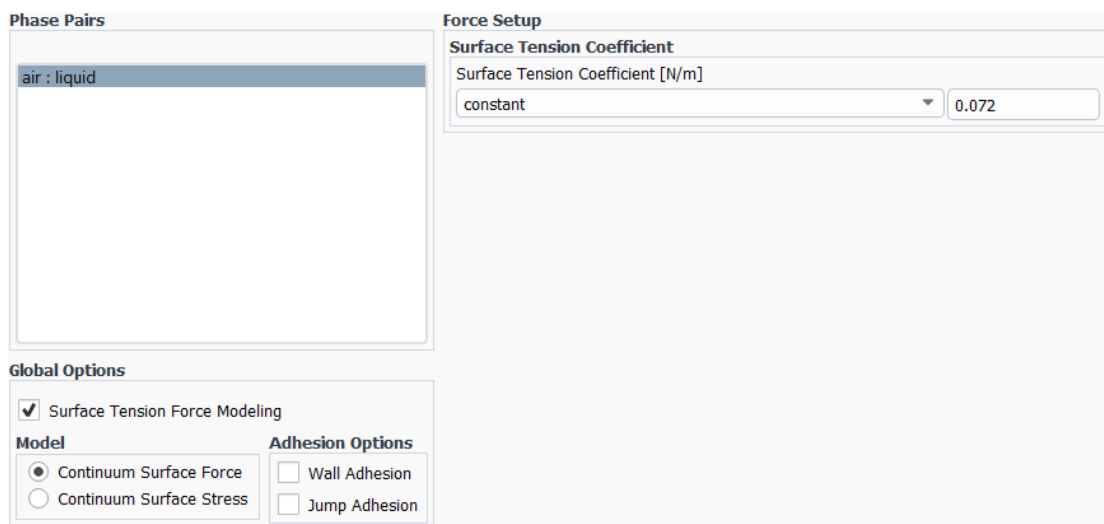 Phase Pairs
air : liquid
Force Setup
Surface Tension Coefficient
Surface Tension Coefficient [N/m]
constant 0.072
Global Options
Surface Tension Force Modeling
Model
Continuum Surface Force
Continuum Surface Stress
Adhesion Options
Wall Adhesion
Jump Adhesion